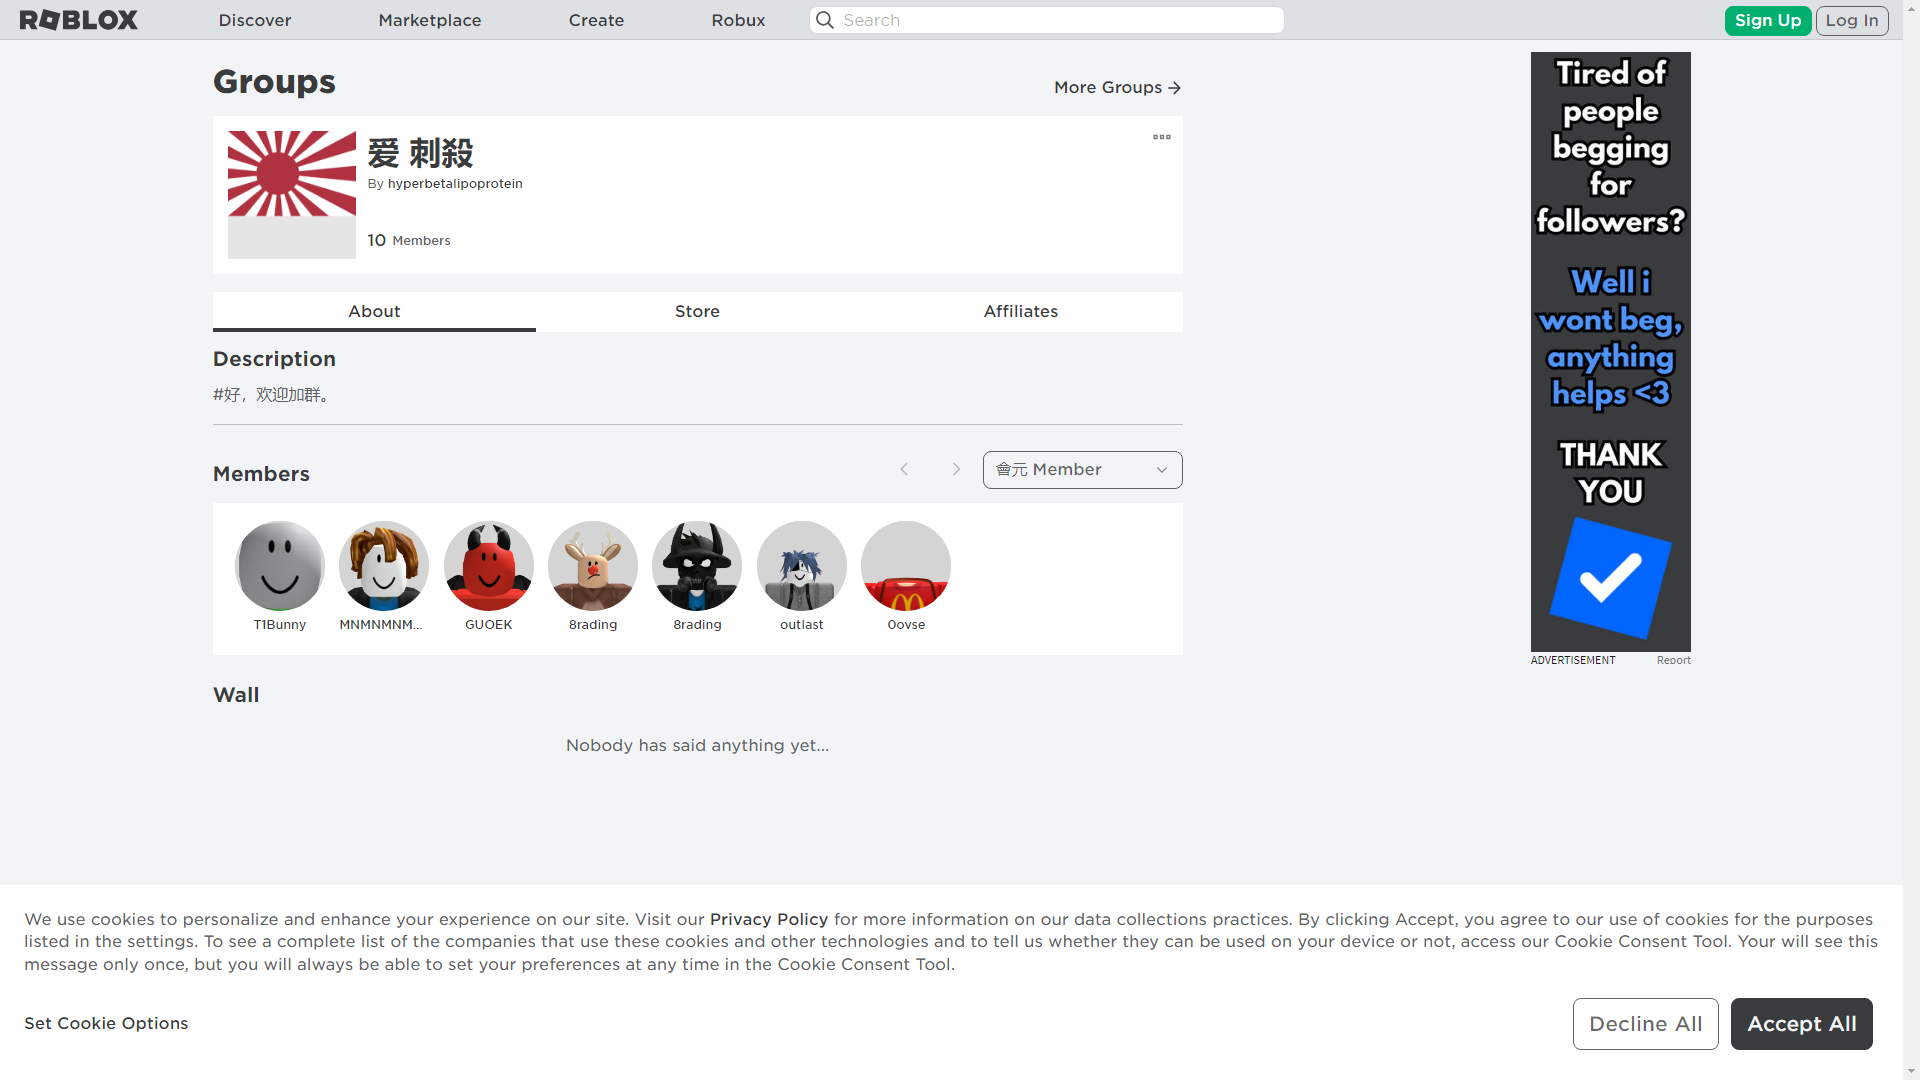 ROBLOX
Discover
Marketplace
Create
Robux
Search
Sign Up
Log In
Groups
More Groups
爱 刺殺
By hyperbetalipoprotein
10 Members
About
Store
Affiliates
Description
#好，欢迎加群。
Members
會元 Member
T1Bunny
MNMNMNM...
GUOEK
8rading
8rading
outlast
0ovse
Wall
Nobody has said anything yet...
Tired of
people
begging
for
followers?
Well i
wont beg,
anything
helps <3
THANK
YOU
ADVERTISEMENT
Report
We use cookies to personalize and enhance your experience on our site. Visit our Privacy Policy for more information on our data collections practices. By clicking Accept, you agree to our use of cookies for the purposes
listed in the settings. To see a complete list of the companies that use these cookies and other technologies and to tell us whether they can be used on your device or not, access our Cookie Consent Tool. Your will see this
message only once, but you will always be able to set your preferences at any time in the Cookie Consent Tool.
Set Cookie Options
Decline All
Accept All